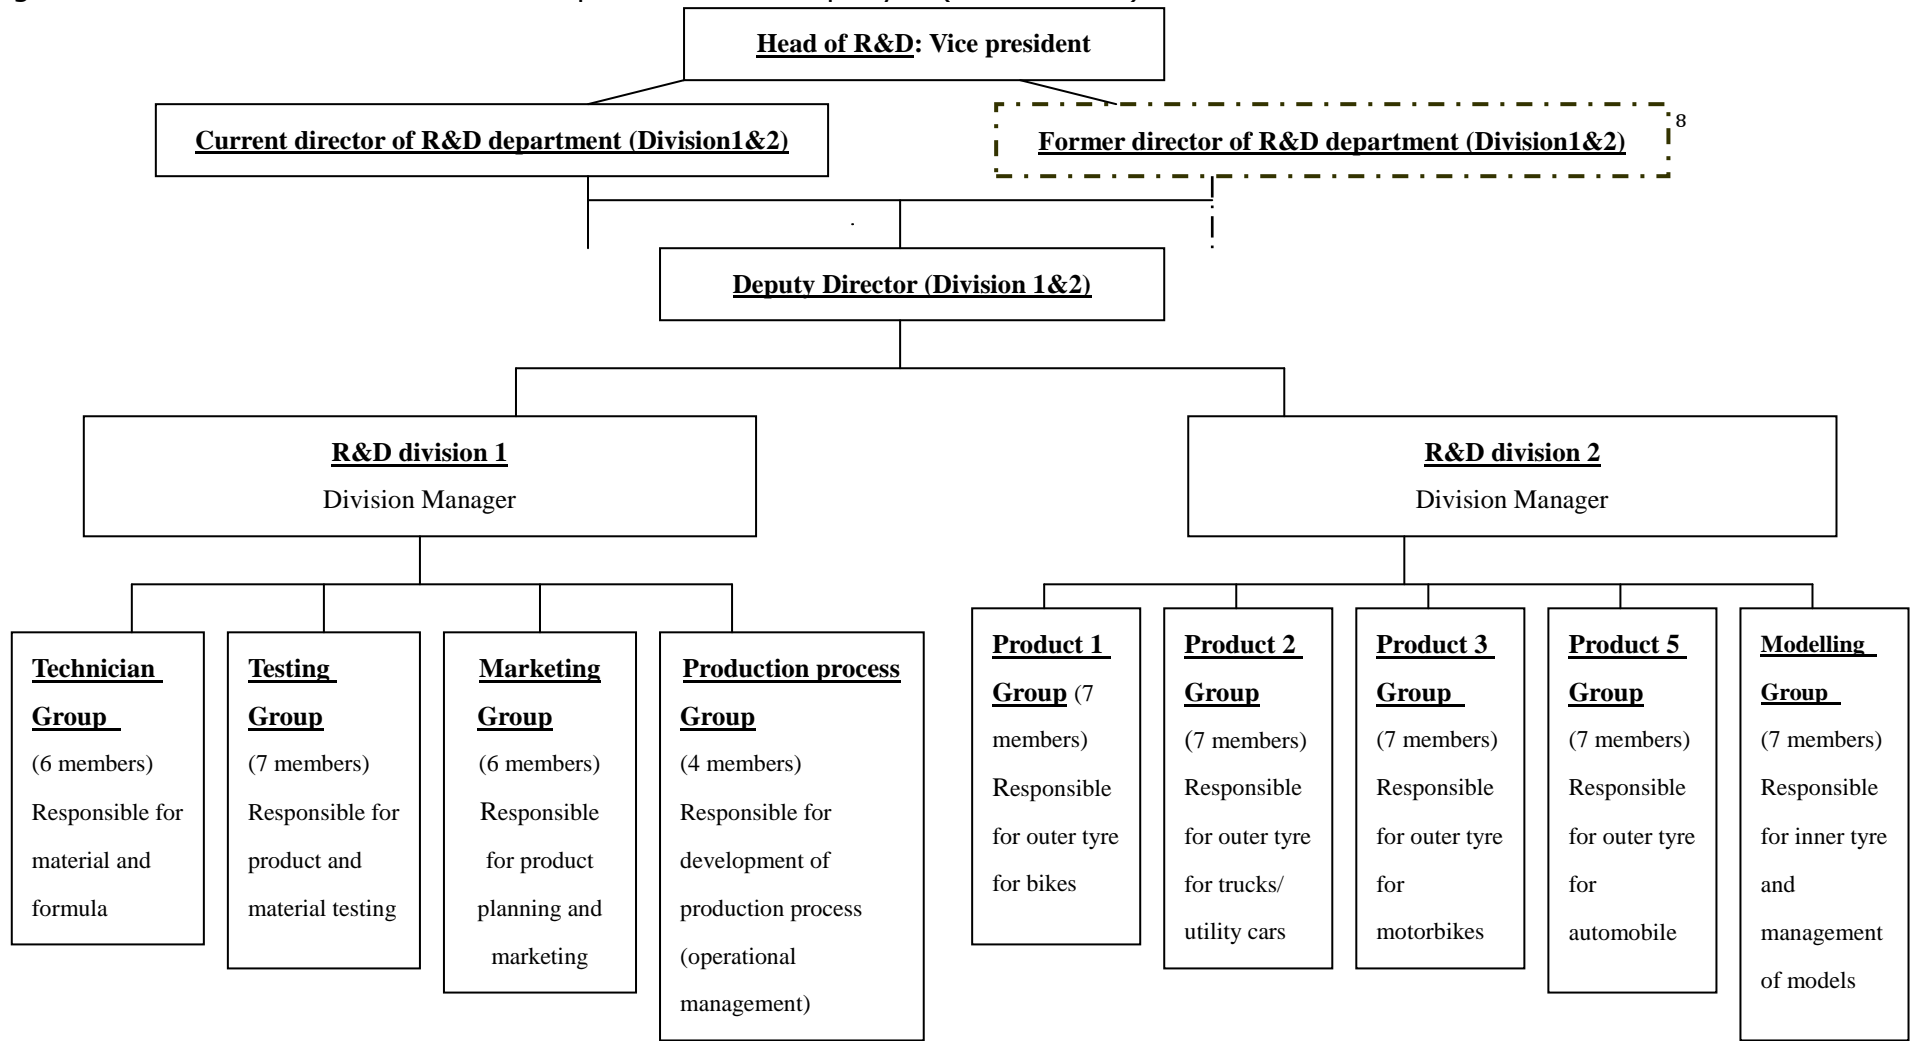 Head of R&D: Vice president
Current director of R&D department (Division1&2)
Former director of R&D department (Division1&2)
8
Deputy Director (Division 1&2)
R&D division 1
Division Manager
R&D division 2
Division Manager
Technician
Group
(6 members)
Responsible for
material and
formula
Testing
Group
(7 members)
Responsible for
product and
material testing
Marketing
Group
(6 members)
Responsible
for product
planning and
marketing
Production process
Group
(4 members)
Responsible for
development of
production process
(operational
management)
Product 1
Group (7
members)
Responsible
for outer tyre
for bikes
Product 2
Group
(7 members)
Responsible
for outer tyre
for trucks/
utility cars
Product 3
Group
(7 members)
Responsible
for outer tyre
for
motorbikes
Product 5
Group
(7 members)
Responsible
for outer tyre
for
automobile
Modelling
Group
(7 members)
Responsible
for inner tyre
and
management
of models